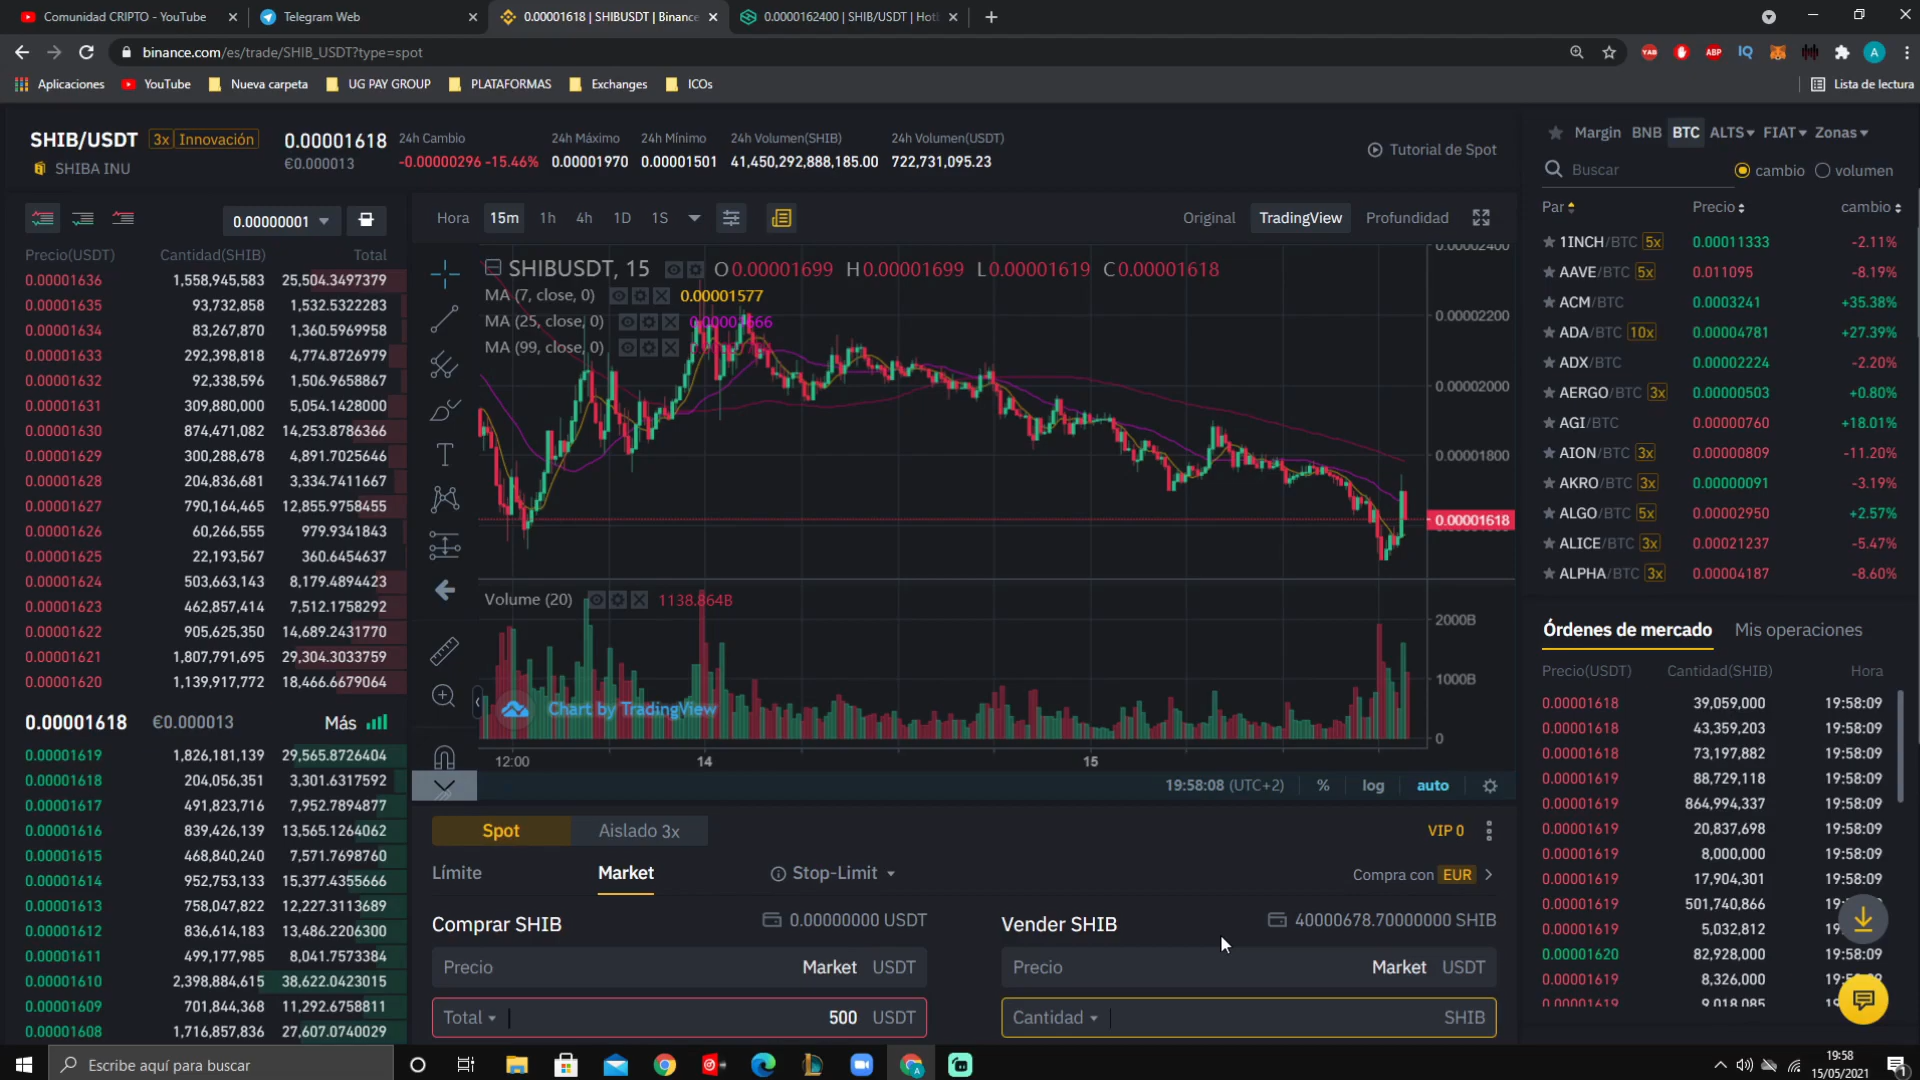 Comunidad CRIPTO - YouTube
Telegram Web
0.00001618 | SHIBUSDT | Binance
0.0000162400 | SHIB/USDT | Hot
binance.com/es/trade/SHIB_USDT?type=spot
YAB
ABP
IQ
A
Aplicaciones
YouTube
Nueva carpeta
UG PAY GROUP
PLATAFORMAS
Exchanges
ICOs
Lista de lectura
SHIB/USDT 3x Innovación
SHIBA INU
0.00001618
€0.000013
24h Cambio
-0.00000296 -15.46%
24h Máximo
0.00001970
24h Mínimo
0.00001501
24h Volumen(SHIB)
41,450,292,888,185.00
24h Volumen(USDT)
722,731,095.23
Tutorial de Spot
0.00000001
Precio(USDT) Cantidad(SHIB) Total
0.00001636 1,558,945,583 25,504.3497379
0.00001635 93,732,858 1,532.5322283
0.00001634 83,267,870 1,360.5969958
0.00001633 292,398,818 4,774.8726979
0.00001632 92,338,596 1,506.9658867
0.00001631 309,880,000 5,054.1428000
0.00001630 874,471,082 14,253.8786366
0.00001629 300,288,678 4,891.7025646
0.00001628 204,836,681 3,334.7411667
0.00001627 790,164,465 12,855.9758455
0.00001626 60,266,555 979.9341843
0.00001625 22,193,567 360.6454637
0.00001624 503,663,143 8,179.4894423
0.00001623 462,857,414 7,512.1758292
0.00001622 905,625,350 14,689.2431770
0.00001621 1,807,791,695 29,304.3033759
0.00001620 1,139,917,772 18,466.6679064
0.00001618 €0.000013 Más
0.00001619 1,826,181,139 29,565.8726404
0.00001618 204,056,351 3,301.6317592
0.00001617 491,823,716 7,952.7894877
0.00001616 839,426,139 13,565.1264062
0.00001615 468,840,240 7,571.7698760
0.00001614 952,753,133 15,377.4355666
0.00001613 758,047,822 12,227.3113689
0.00001612 836,614,183 13,486.2206300
0.00001611 499,177,985 8,041.7573384
0.00001610 2,398,884,615 38,622.0423015
0.00001609 701,844,368 11,292.6758811
0.00001608 1,716,857,836 27,607.0740029
Hora 15m 1h 4h 1D 1S
Original TradingView Profundidad
SHIBUSDT, 15 O0.00001699 H0.00001699 L0.00001619 C0.00001618
MA (7, close, 0) 0.00001577
MA (25, close, 0) 0.00001666
MA (99, close, 0)
0.00002400
0.00002200
0.00002000
0.00001800
0.00001618
Volume (20) 1138.864B
2000B
1000B
0
Chart by TradingView
12:00 14 15
19:58:08 (UTC+2) % log auto
Spot Aislado 3x
VIP 0
Límite Market Stop-Limit
Compra con EUR
Comprar SHIB 0.00000000 USDT
Precio Market USDT
Total 500 USDT
Vender SHIB 40000678.70000000 SHIB
Precio Market USDT
Cantidad SHIB
Margin BNB BTC ALTS FIAT Zonas
Buscar
cambio volumen
Par Precio cambio
1INCH/BTC 5x 0.00011333 -2.11%
AAVE/BTC 5x 0.011095 -8.19%
ACM/BTC 0.0003241 +35.38%
ADA/BTC 10x 0.00004781 +27.39%
ADX/BTC 0.00002224 -2.20%
AERGO/BTC 3x 0.00000503 +0.80%
AGI/BTC 0.00000760 +18.01%
AION/BTC 3x 0.00000809 -11.20%
AKRO/BTC 3x 0.00000091 -3.19%
ALGO/BTC 5x 0.00002950 +2.57%
ALICE/BTC 3x 0.00021237 -5.47%
ALPHA/BTC 3x 0.00004187 -8.60%
Órdenes de mercado Mis operaciones
Precio(USDT) Cantidad(SHIB) Hora
0.00001618 39,059,000 19:58:09
0.00001618 43,359,203 19:58:09
0.00001618 73,197,882 19:58:09
0.00001619 88,729,118 19:58:09
0.00001619 864,994,337 19:58:09
0.00001619 20,837,698 19:58:09
0.00001619 8,000,000 19:58:09
0.00001619 17,904,301 19:58:09
0.00001619 501,740,866 19:58:09
0.00001619 5,032,812 19:58:09
0.00001620 82,928,000 19:58:09
0.00001619 8,326,000 19:58:09
0.00001619 9,018,085 19:58:09
Escribe aquí para buscar
19:58
15/05/2021